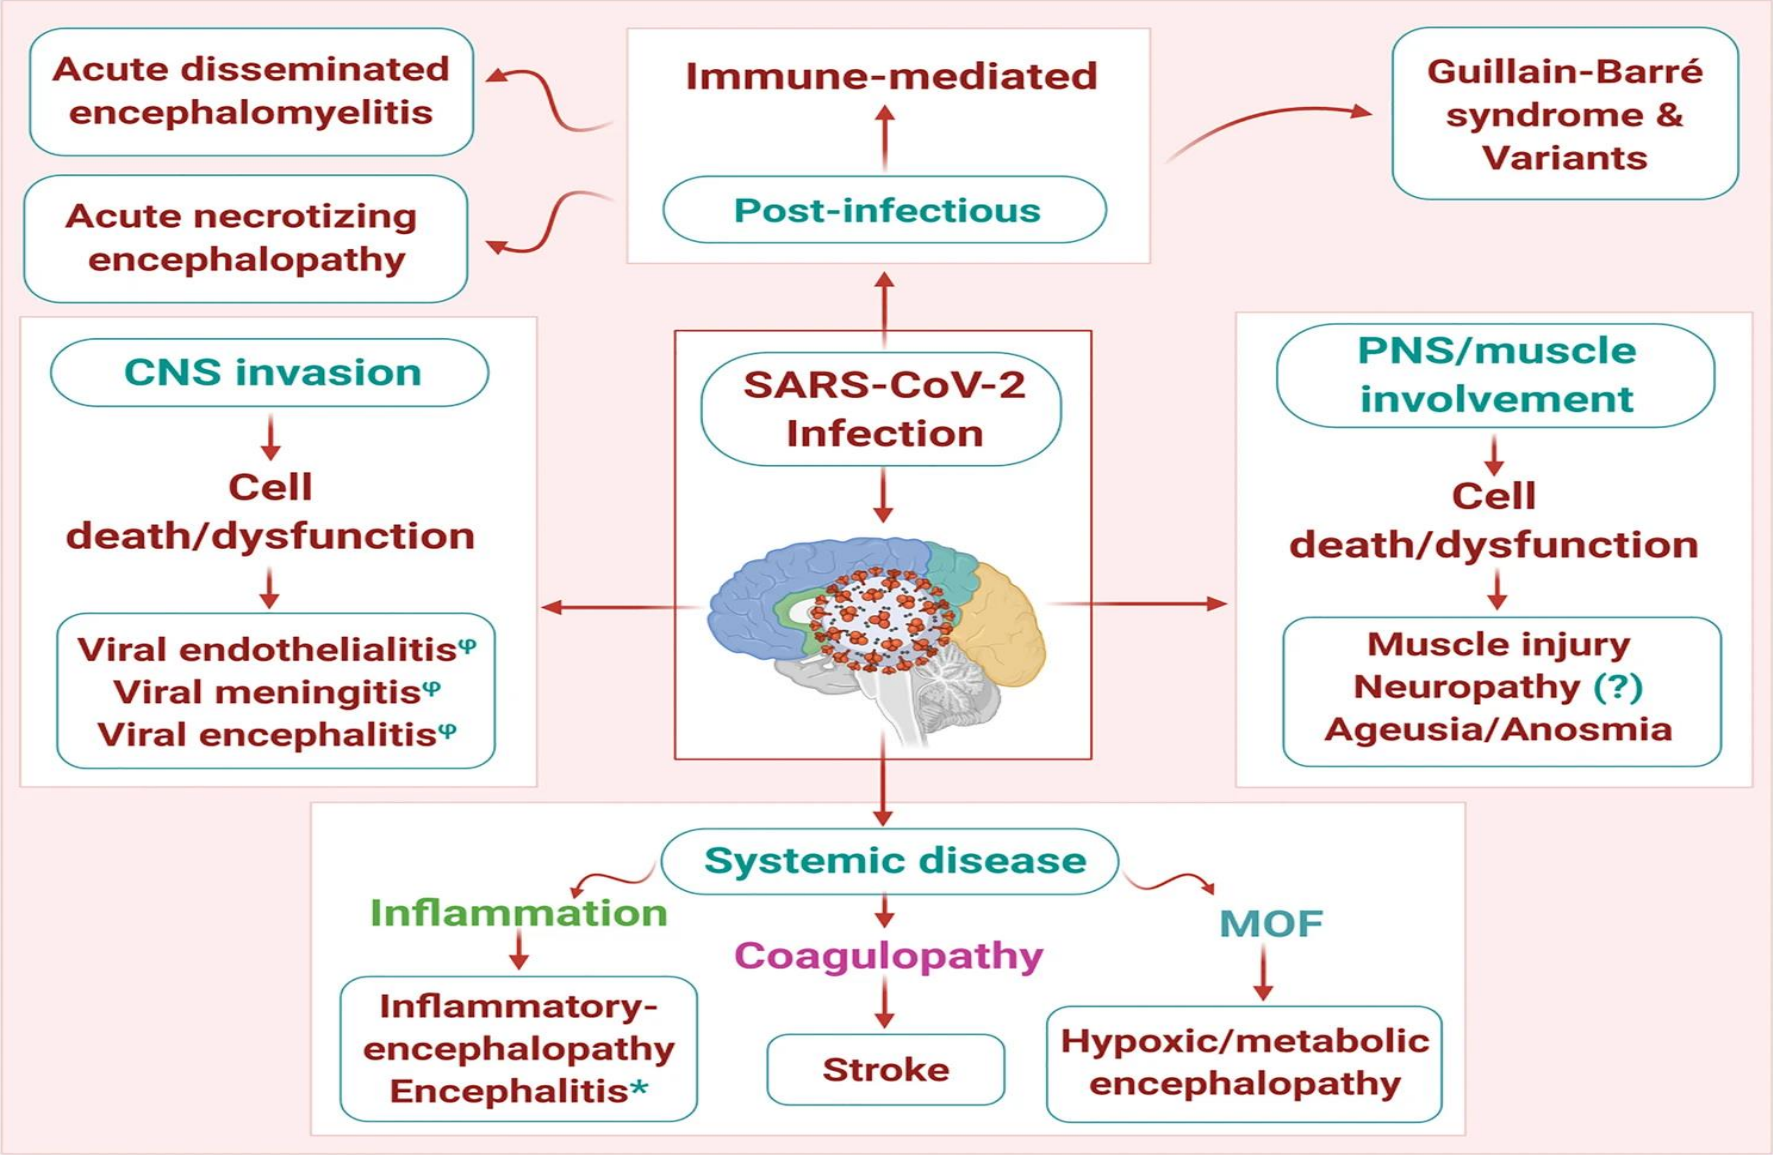 Acute disseminated
encephalomyelitis
Immune-mediated
Guillain-Barré
syndrome &
Variants
Acute necrotizing
encephalopathy
Post-infectious
CNS invasion
Cell
death/dysfunction
Viral endothelialitisᵠ
Viral meningitisᵠ
Viral encephalitisᵠ
SARS-CoV-2
Infection
PNS/muscle
involvement
Cell
death/dysfunction
Muscle injury
Neuropathy (?)
Ageusia/Anosmia
Systemic disease
Inflammation
Inflammatory-
encephalopathy
Encephalitis*
Coagulopathy
Stroke
MOF
Hypoxic/metabolic
encephalopathy